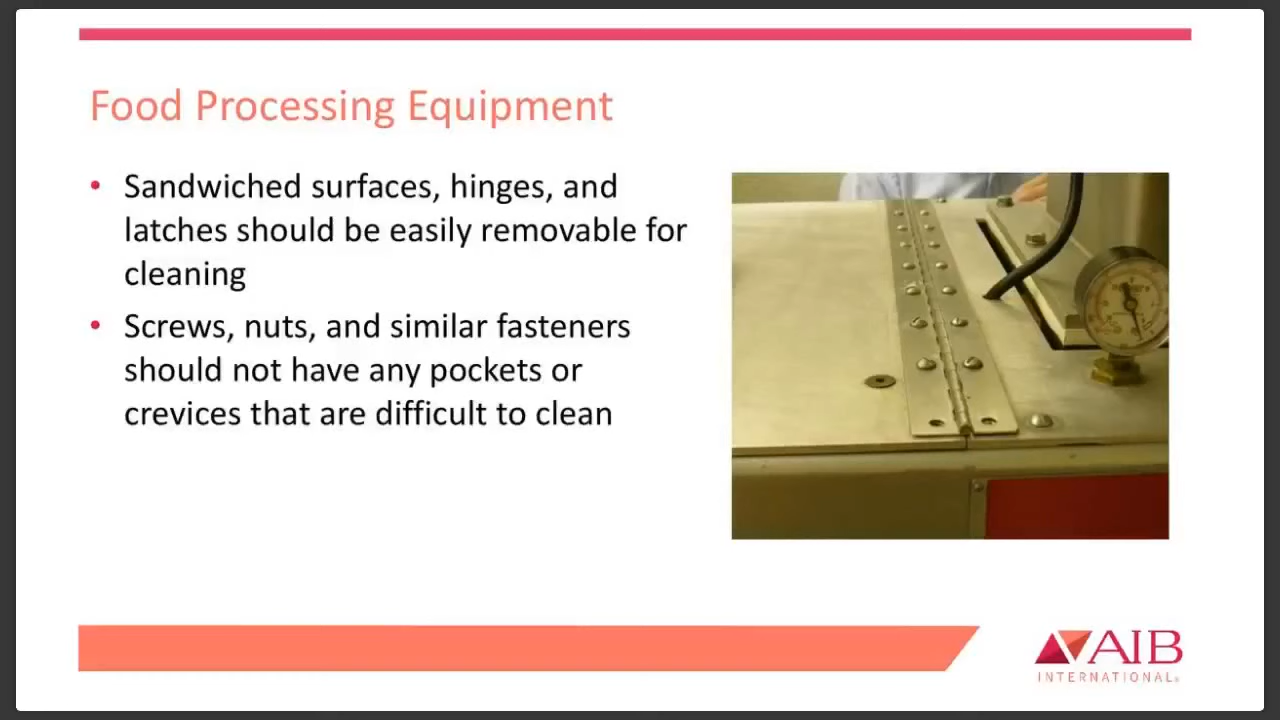 Food Processing Equipment
• Sandwiched surfaces, hinges, and
latches should be easily removable for
cleaning
• Screws, nuts, and similar fasteners
should not have any pockets or
crevices that are difficult to clean
AIB
INTERNATIONAL